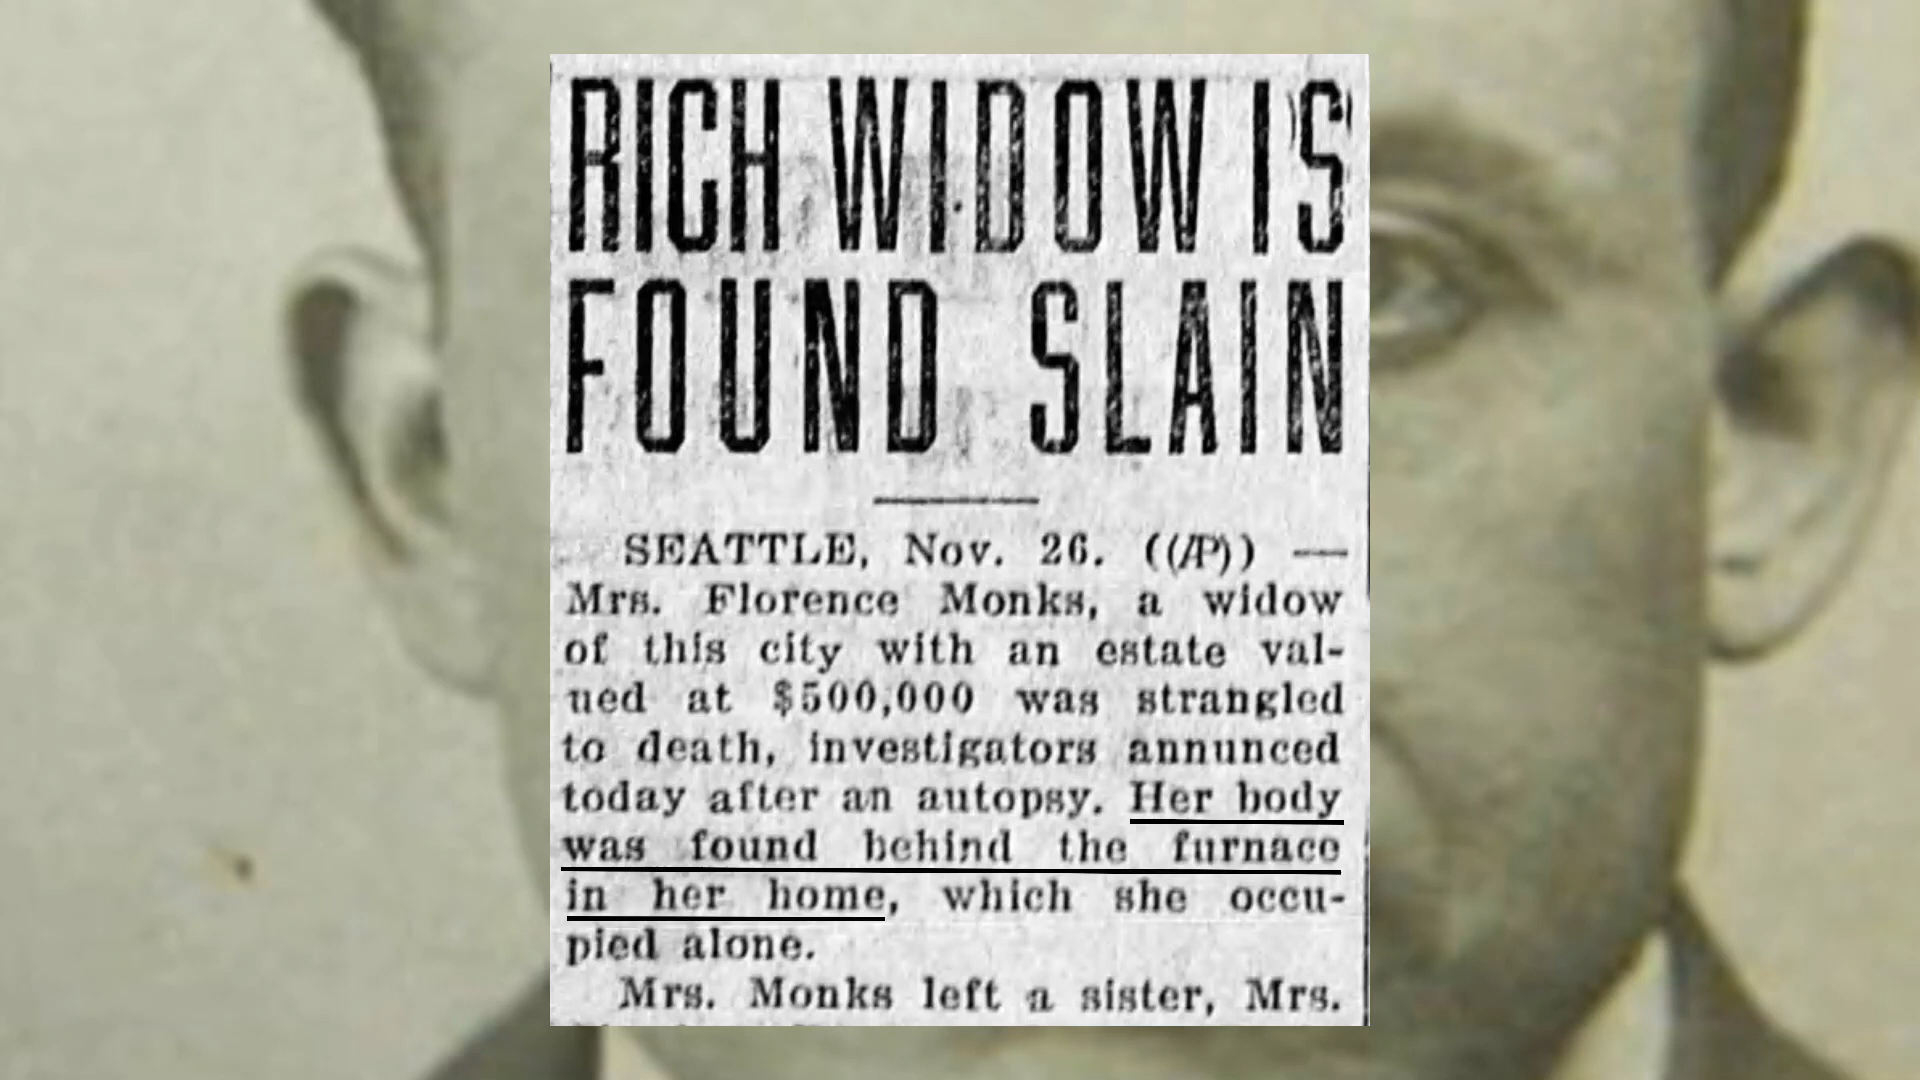 RICH WIDOW IS
FOUND SLAIN
SEATTLE, Nov. 26. ((AP)) —
Mrs. Florence Monks, a widow
of this city with an estate val-
ued at $500,000 was strangled
to death, investigators annunced
today after an autopsy. Her body
was found behind the furnace
in her home, which she occu-
pied alone.
Mrs. Monks left a sister, Mrs.